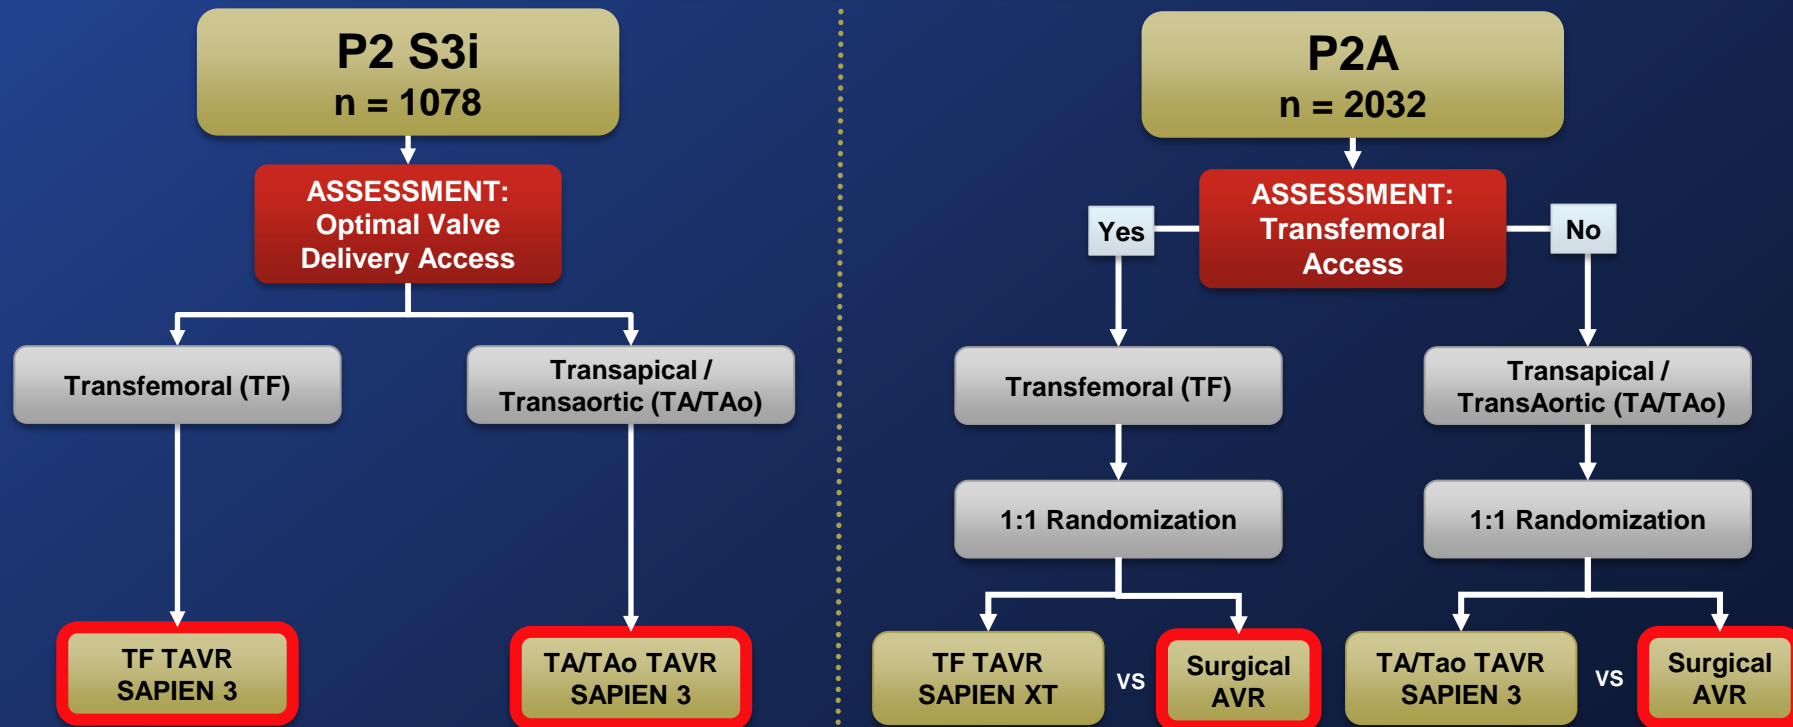 P2 S3i
n = 1078
ASSESSMENT:
Optimal Valve
Delivery Access
Transfemoral (TF)
Transapical /
Transaortic (TA/TAo)
TF TAVR
SAPIEN 3
TA/TAo TAVR
SAPIEN 3
P2A
n = 2032
ASSESSMENT:
Transfemoral
Access
Yes
No
Transfemoral (TF)
Transapical /
TransAortic (TA/TAo)
1:1 Randomization
1:1 Randomization
TF TAVR
SAPIEN XT
VS
Surgical
AVR
TA/Tao TAVR
SAPIEN 3
VS
Surgical
AVR